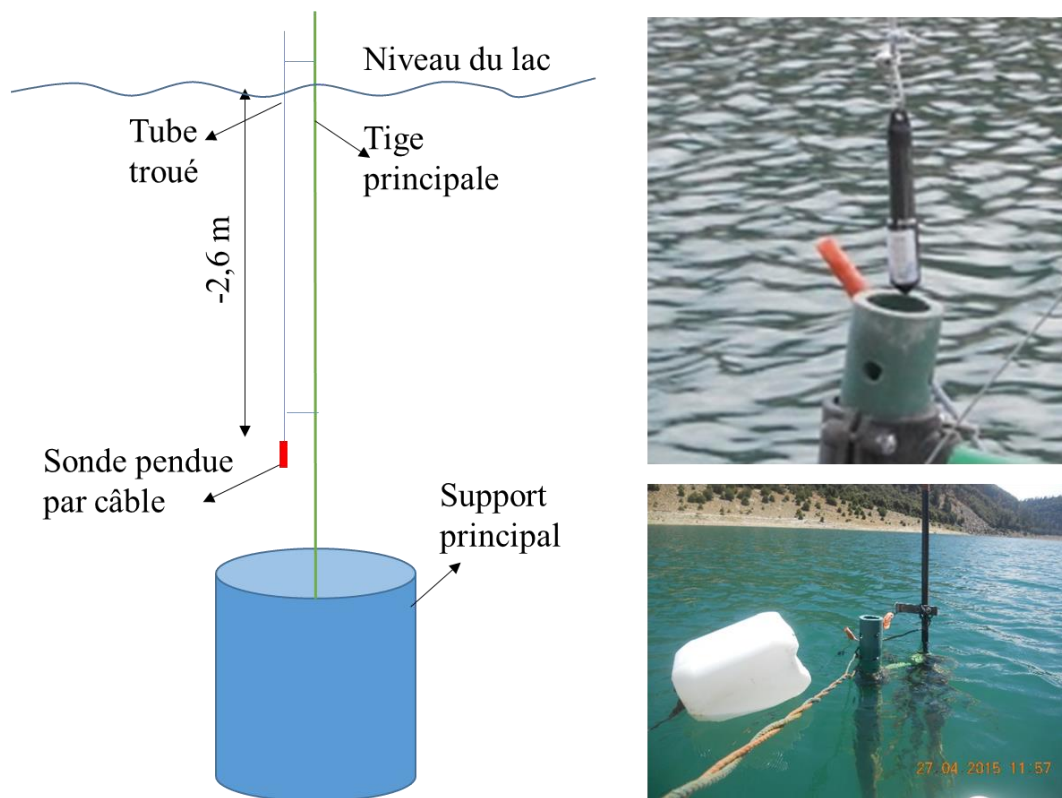 Niveau du lac
Tube
troué
Tige
principale
-2,6 m
Sonde pendue
par câble
Support
principal
27.04.2015 11:57